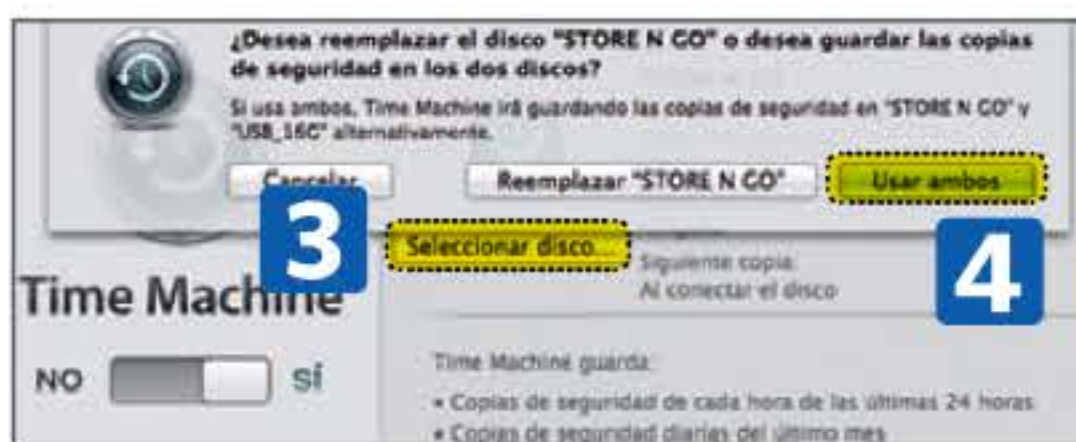 ¿Desea reemplazar el disco "STORE N GO" o desea guardar las copias
de seguridad en los dos discos?
Si usa ambos, Time Machine irá guardando las copias de seguridad en "STORE N GO" y
"USB_16G" alternativamente.
Cancelar
Reemplazar "STORE N GO"
Usar ambos
3
Seleccionar disco...
4
Siguiente copia:
Al conectar el disco
Time Machine
NO
SÍ
Time Machine guarda:
• Copias de seguridad de cada hora de las últimas 24 horas
• Copias de seguridad diarias del último mes